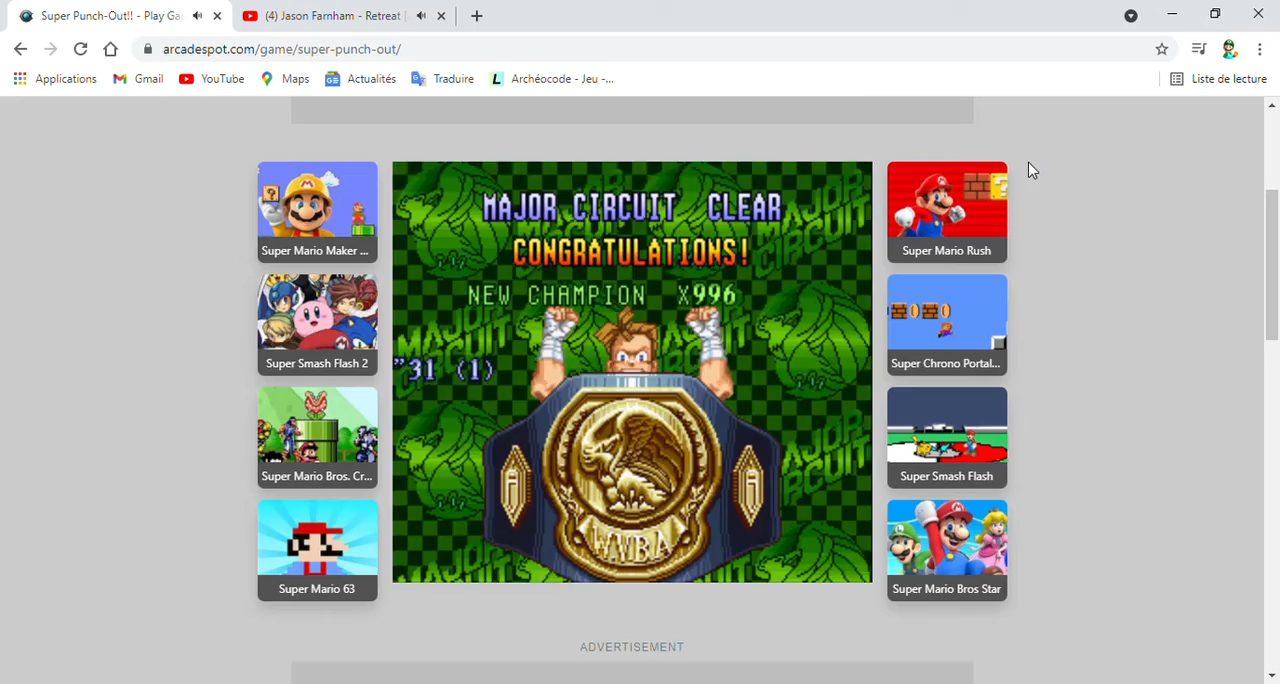 Super Punch-Out!! - Play Ga
(4) Jason Farnham - Retreat
arcadespot.com/game/super-punch-out/
Applications
Gmail
YouTube
Maps
Actualités
Traduire
L Archéocode - Jeu -...
Liste de lecture
Super Mario Maker ...
Super Smash Flash 2
Super Mario Bros. Cr...
Super Mario 63
MAJOR CIRCUIT CLEAR
CONGRATULATIONS!
NEW CHAMPION X996
"31 (1)
WVBA
Super Mario Rush
Super Chrono Portal...
Super Smash Flash
Super Mario Bros Star
ADVERTISEMENT